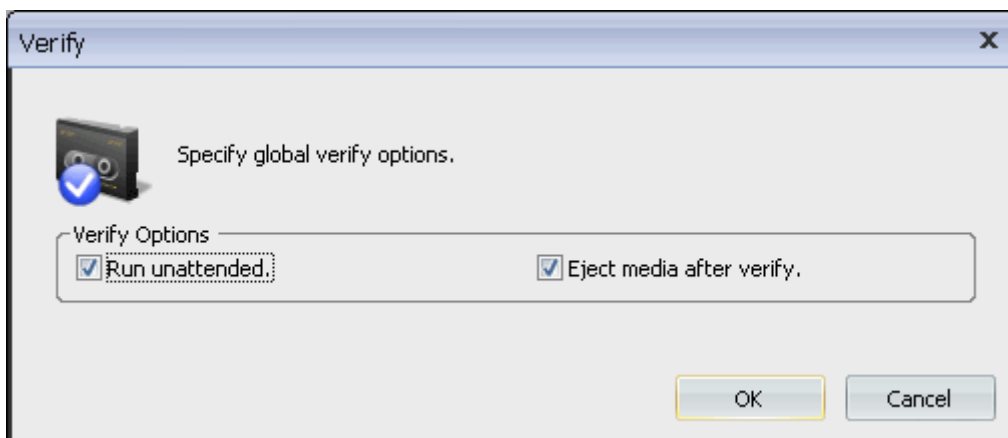 Verify
Specify global verify options.
Verify Options
Run unattended. Eject media after verify.
OK Cancel